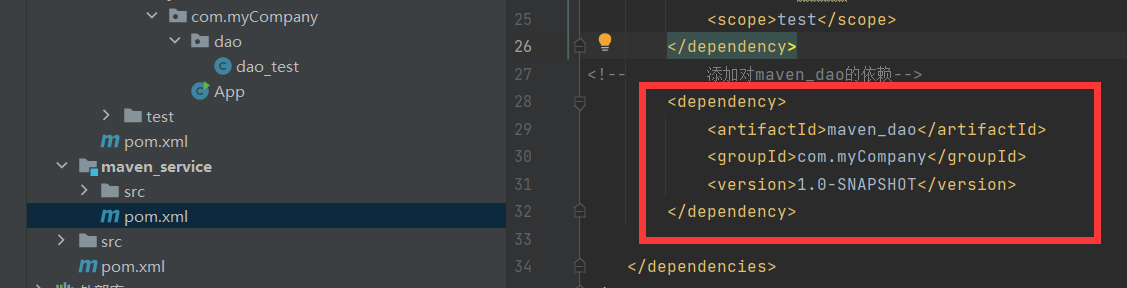 com.myCompany
dao
dao_test
App
test
pom.xml
maven_service
src
pom.xml
src
pom.xml
25 <scope>test</scope>
26 </dependency>
27 <!-- 添加对maven_dao的依赖-->
28 <dependency>
29 <artifactId>maven_dao</artifactId>
30 <groupId>com.myCompany</groupId>
31 <version>1.0-SNAPSHOT</version>
32 </dependency>
33
34 </dependencies>